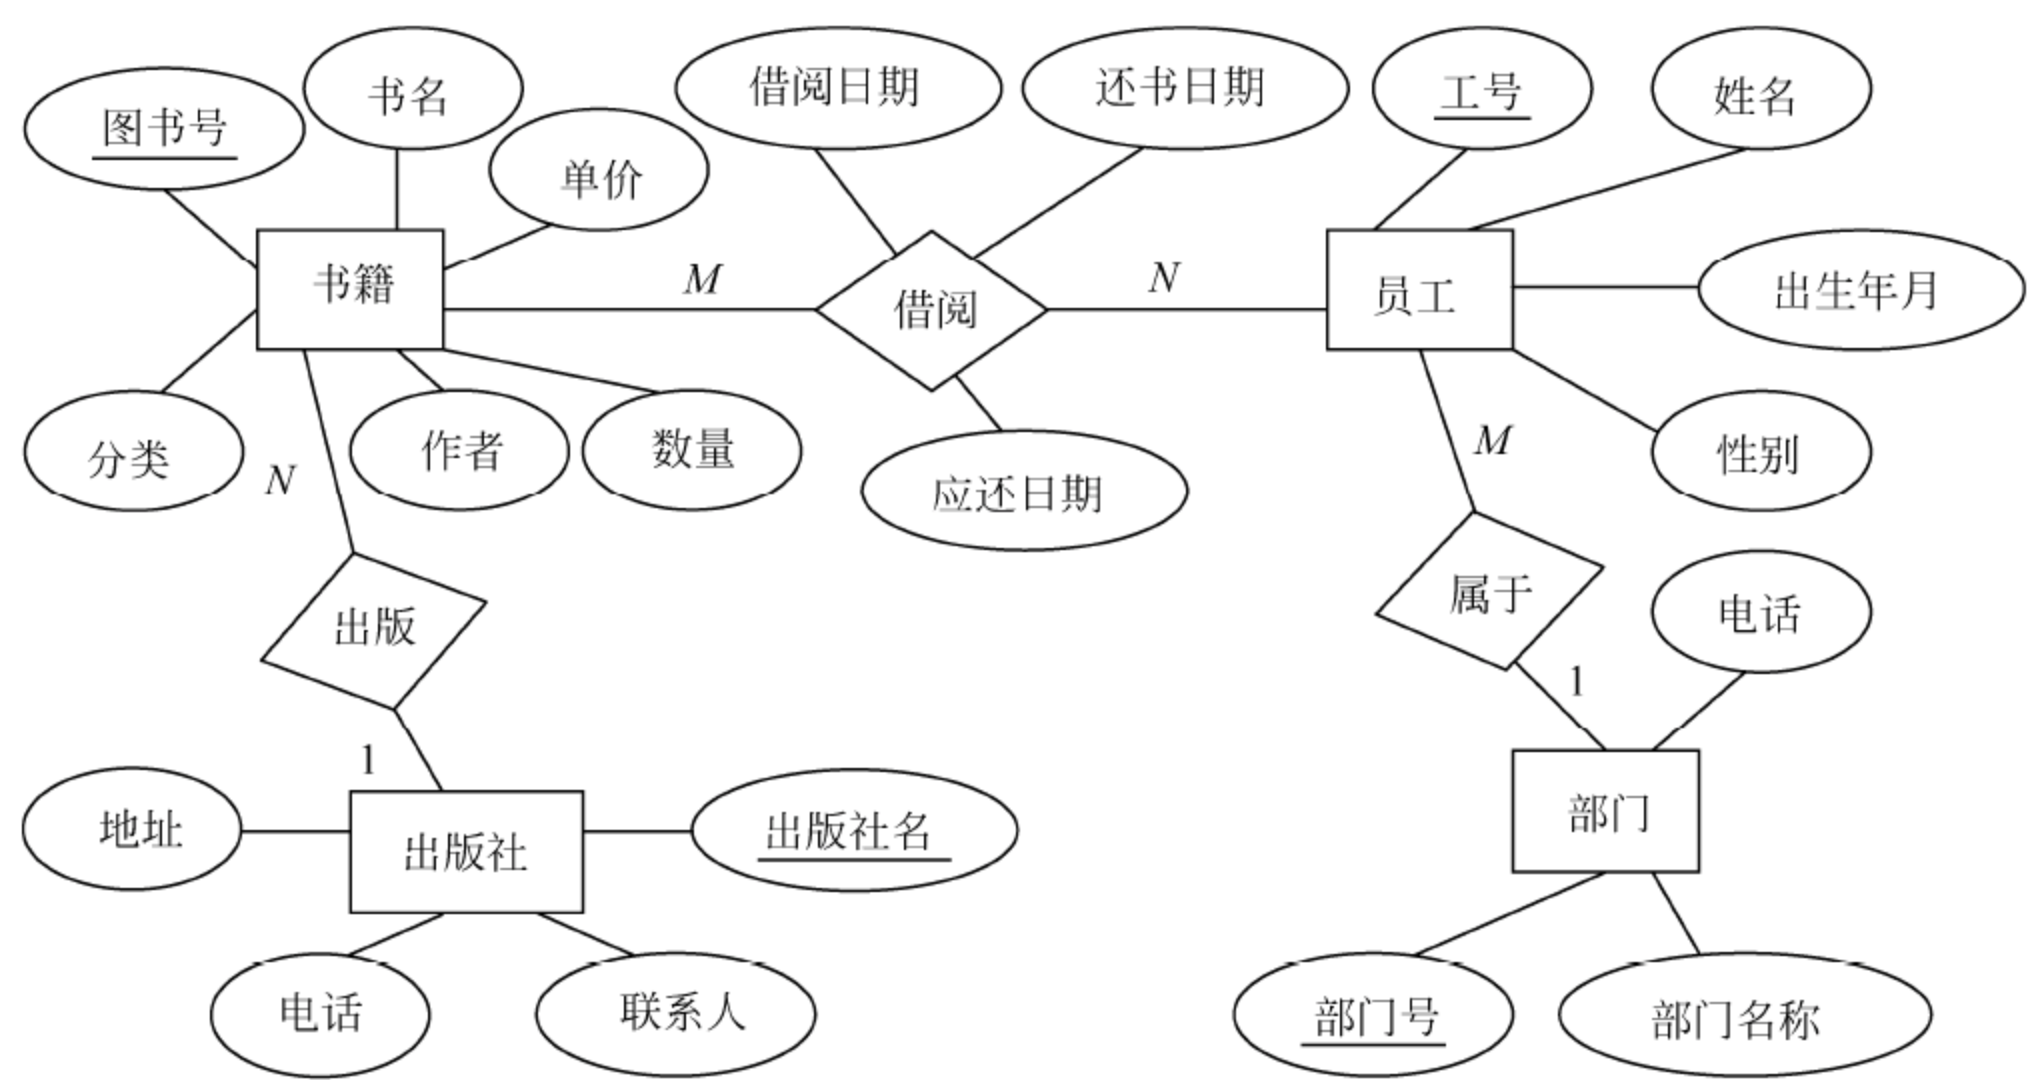 书名
借阅日期
还书日期
工号
姓名
图书号
单价
书籍
M
借阅
N
员工
出生年月
分类
N
作者
数量
应还日期
M
性别
出版
属于
电话
1
1
地址
出版社
出版社名
部门
电话
联系人
部门号
部门名称